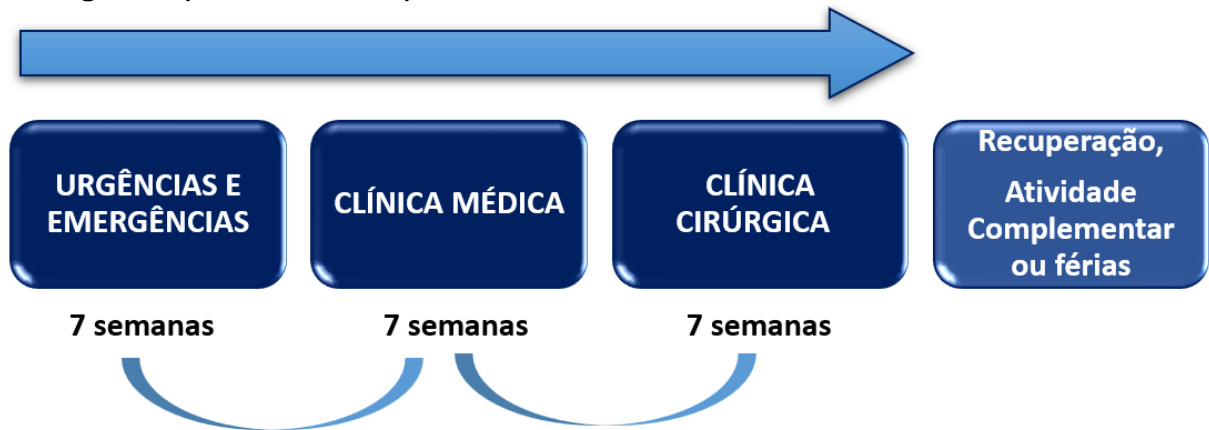 URGÊNCIAS E
EMERGÊNCIAS
CLÍNICA MÉDICA
CLÍNICA
CIRÚRGICA
Recuperação,
Atividade
Complementar
ou férias
7 semanas
7 semanas
7 semanas